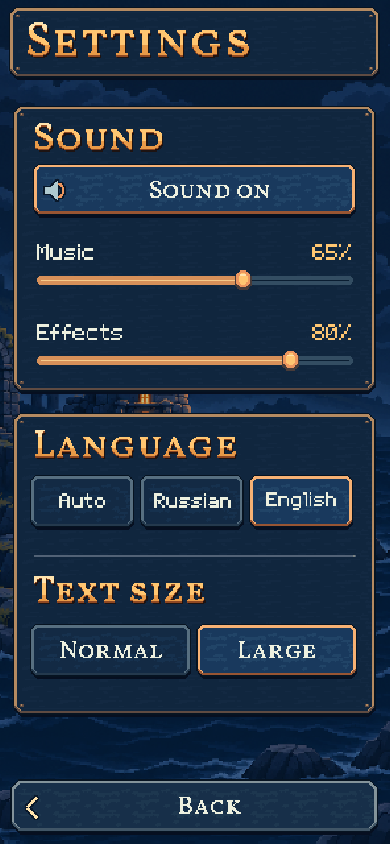 Settings
Sound
Sound on
Music 65%
Effects 80%
Language
Auto Russian English
Text size
Normal Large
Back